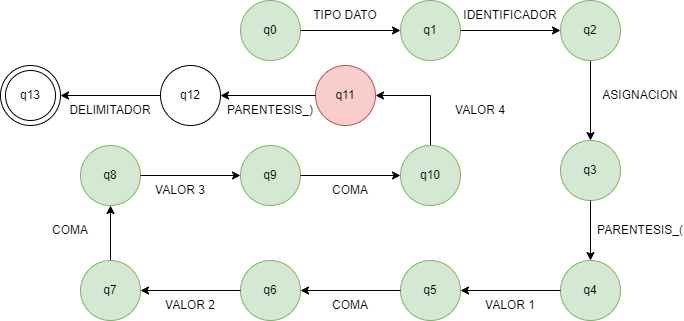 TIPO DATO
IDENTIFICADOR
q0
q1
q2
ASIGNACION
q13
q12
q11
DELIMITADOR
PARENTESIS_)
VALOR 4
q8
q9
q10
q3
VALOR 3
COMA
COMA
PARENTESIS_(
q7
q6
q5
q4
VALOR 2
COMA
VALOR 1